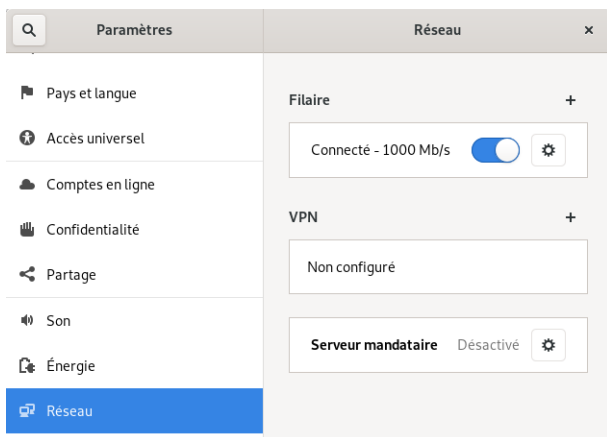 Paramètres
Réseau
Pays et langue
Accès universel
Comptes en ligne
Confidentialité
Partage
Son
Énergie
Réseau
Filaire
Connecté - 1000 Mb/s
VPN
Non configuré
Serveur mandataire Désactivé